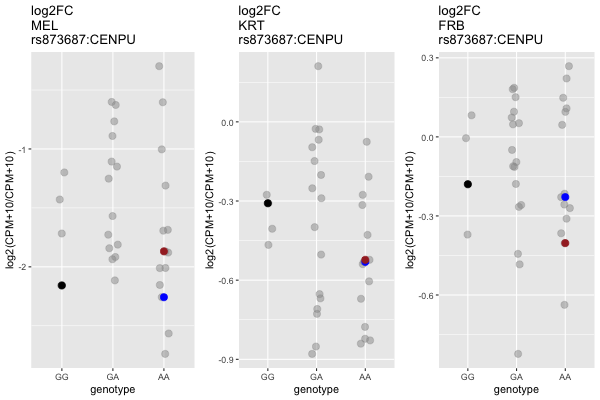 log2FC
MEL
rs873687:CENPU
log2(CPM+10/CPM+10)
-1
-2
GG
GA
AA
genotype
log2FC
KRT
rs873687:CENPU
log2(CPM+10/CPM+10)
0.0
-0.3
-0.6
-0.9
GG
GA
AA
genotype
log2FC
FRB
rs873687:CENPU
log2(CPM+10/CPM+10)
0.3
0.0
-0.3
-0.6
GG
GA
AA
genotype